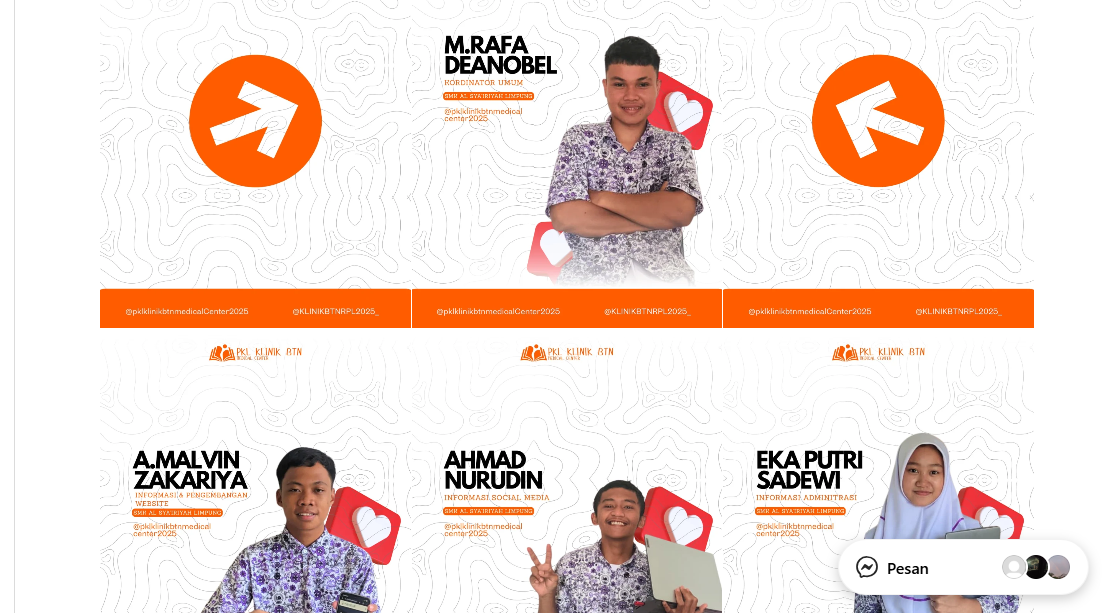 M.RAFA
DEANOBEL
KORDINATOR UMUM
SMK AL SYAIRIYAH LIMPUNG
@pklklinikbtnmedical
center2025
@pklklinikbtnmedicalCenter2025 @KLINIKBTNRPL2025_
@pklklinikbtnmedicalCenter2025 @KLINIKBTNRPL2025_
@pklklinikbtnmedicalCenter2025 @KLINIKBTNRPL2025_
PKL KLINIK BTN
MEDICAL CENTER
PKL KLINIK BTN
MEDICAL CENTER
PKL KLINIK BTN
MEDICAL CENTER
A.MALVIN
ZAKARIYA
INFORMASI & PENGEMBANGAN
WEBSITE
SMK AL SYAIRIYAH LIMPUNG
@pklklinikbtnmedical
center2025
AHMAD
NURUDIN
INFORMASI SOCIAL MEDIA
SMK AL SYAIRIYAH LIMPUNG
@pklklinikbtnmedical
center2025
EKA PUTRI
SADEWI
INFORMASI ADMINITRASI
SMK AL SYAIRIYAH LIMPUNG
@pklklinikbtnmedical
center2025
Pesan